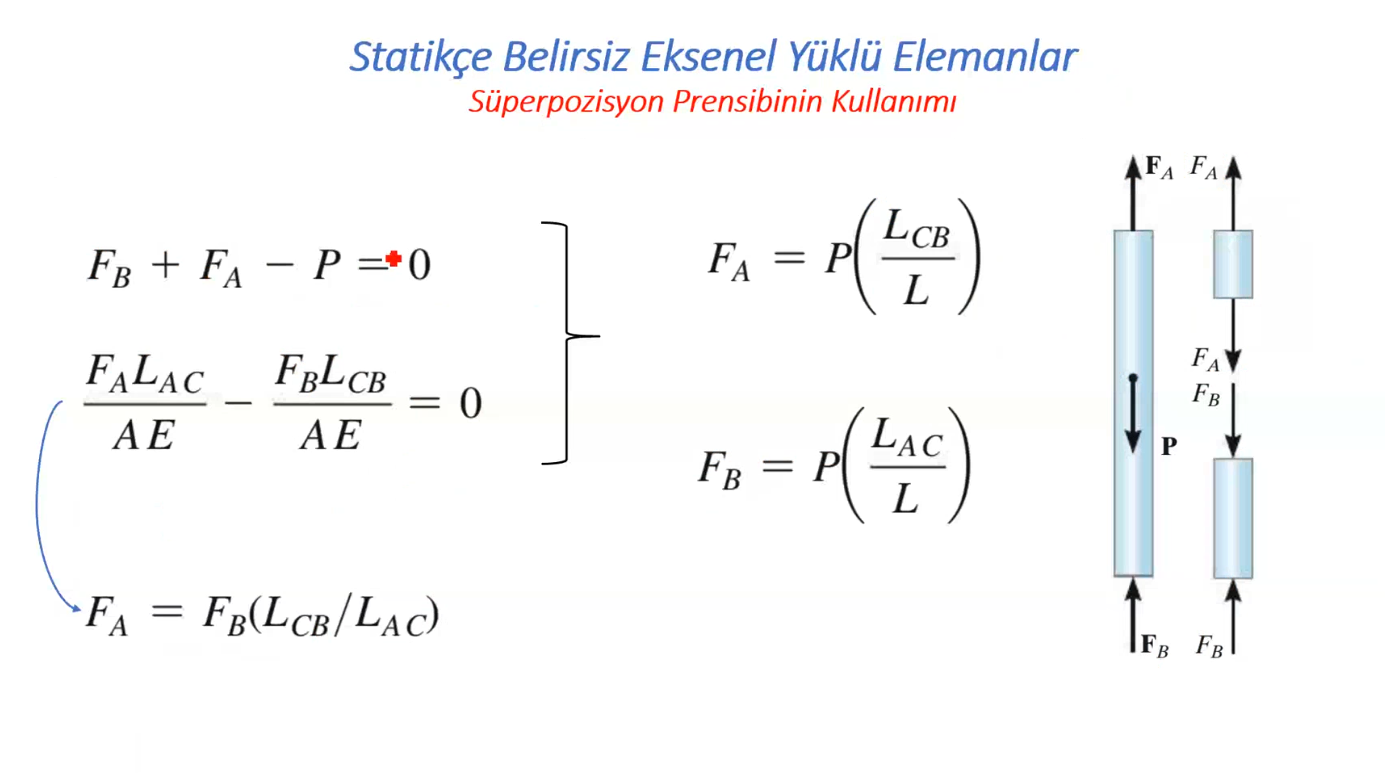 Statikçe Belirsiz Eksenel Yüklü Elemanlar
Süperpozisyon Prensibinin Kullanımı
F_B + F_A − P = 0
F_A L_AC / AE − F_B L_CB / AE = 0
F_A = F_B(L_CB/L_AC)
F_A = P(L_CB / L)
F_B = P(L_AC / L)
F_A F_A
F_A
F_B
P
F_B F_B